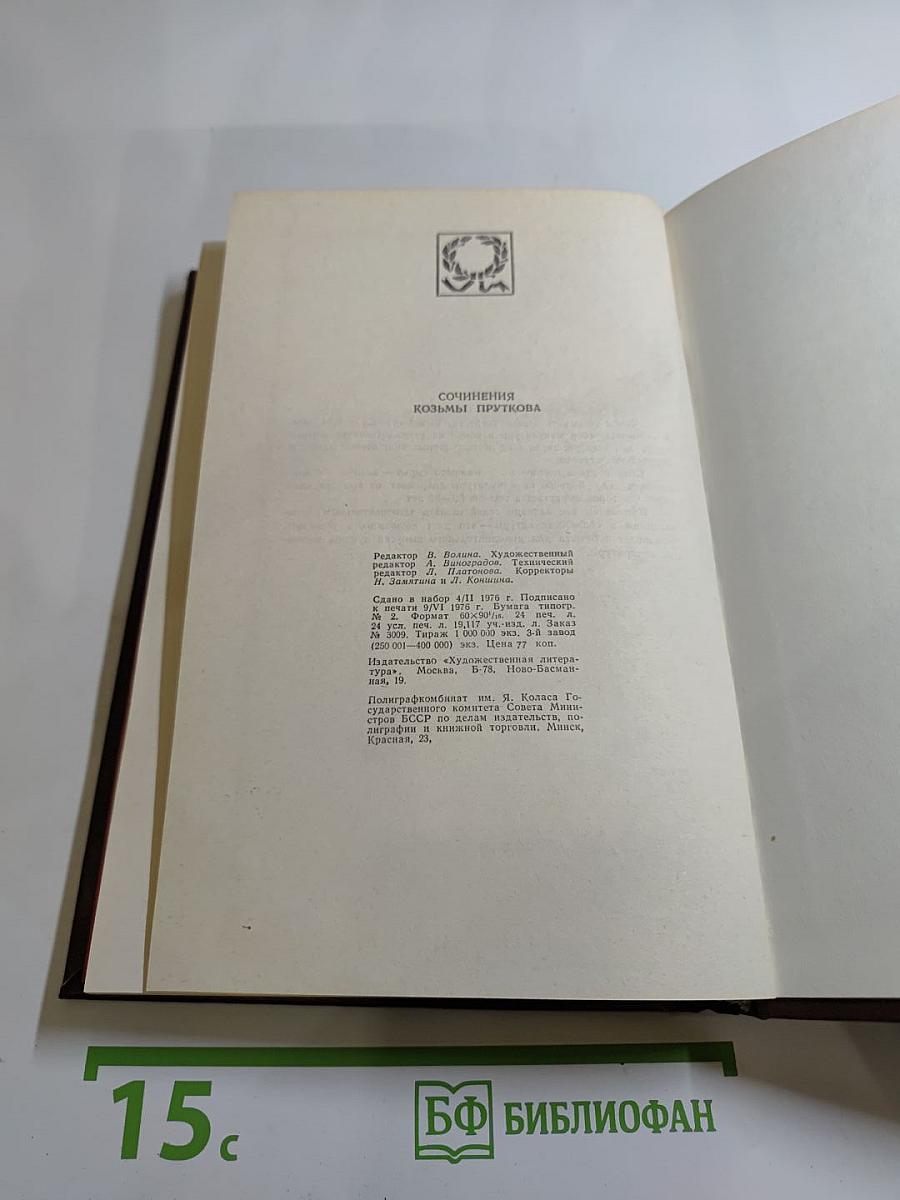 СОЧИНЕНИЯ
КОЗЬМЫ ПРУТКОВА
Редактор В. Волина. Художественный
редактор А. Виноградов. Технический
редактор Л. Платонова. Корректоры
Н. Замятина и Л. Коншина.
Сдано в набор 4/II 1976 г. Подписано
к печати 9/VI 1976 г. Бумага типогр.
№ 2. Формат 60×90¹/₁₆. 24 печ. л.
24 усл. печ. л. 19,117 уч.-изд. л. Заказ
№ 3009. Тираж 1 000 000 экз. 3-й завод
(250 001—400 000) экз. Цена 77 коп.
Издательство «Художественная литера-
тура». Москва, Б-78, Ново-Басман-
ная, 19.
Полиграфкомбинат им. Я. Коласа Го-
сударственного комитета Совета Мини-
стров БССР по делам издательств, по-
лиграфии и книжной торговли. Минск,
Красная, 23,
15 с
БФ БИБЛИОФАН